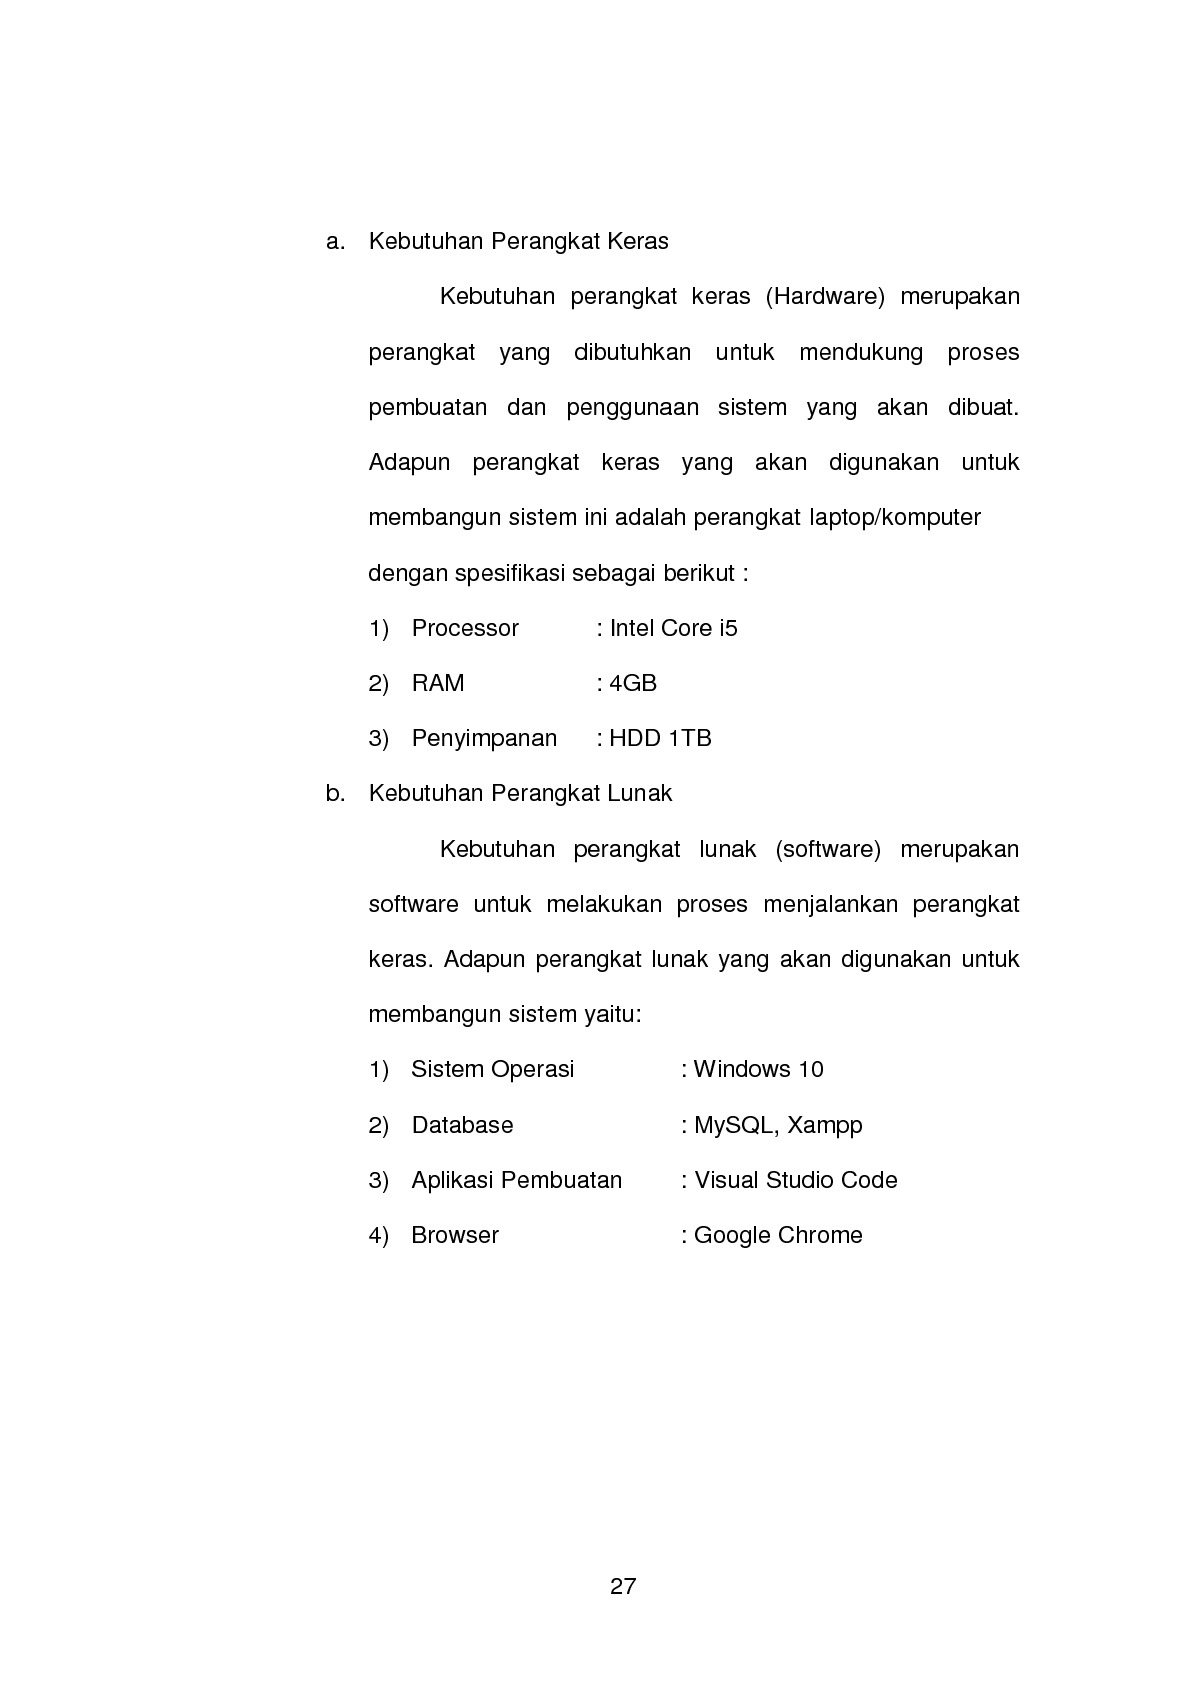 a. Kebutuhan Perangkat Keras
Kebutuhan perangkat keras (Hardware) merupakan
perangkat yang dibutuhkan untuk mendukung proses
pembuatan dan penggunaan sistem yang akan dibuat.
Adapun perangkat keras yang akan digunakan untuk
membangun sistem ini adalah perangkat laptop/komputer
dengan spesifikasi sebagai berikut :
1) Processor : Intel Core i5
2) RAM : 4GB
3) Penyimpanan : HDD 1TB
b. Kebutuhan Perangkat Lunak
Kebutuhan perangkat lunak (software) merupakan
software untuk melakukan proses menjalankan perangkat
keras. Adapun perangkat lunak yang akan digunakan untuk
membangun sistem yaitu:
1) Sistem Operasi : Windows 10
2) Database : MySQL, Xampp
3) Aplikasi Pembuatan : Visual Studio Code
4) Browser : Google Chrome
27